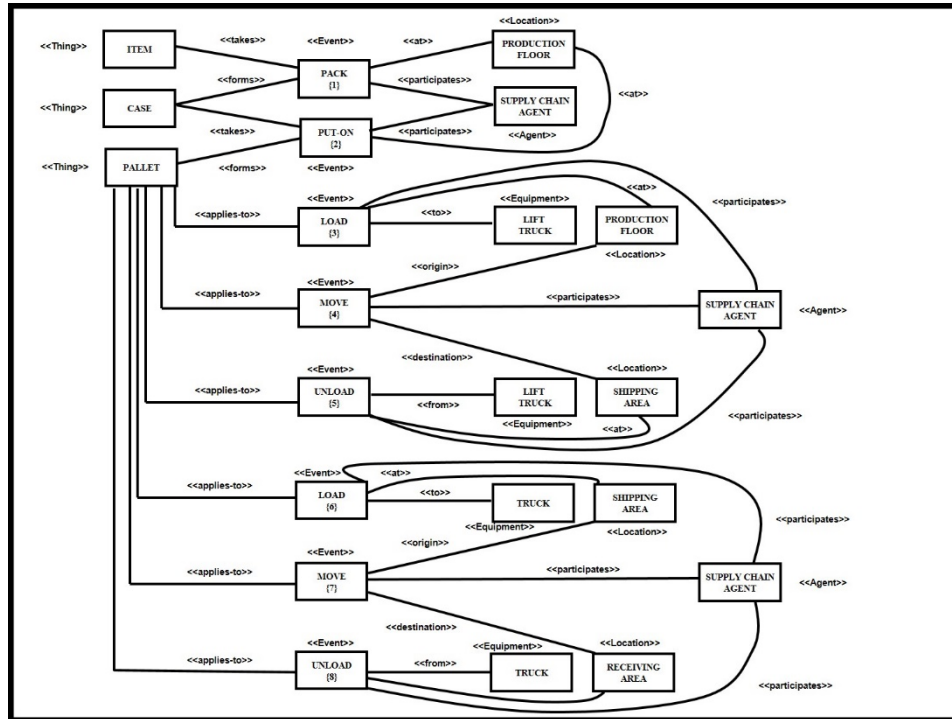 <<Location>>
<<Thing>> ITEM <<takes>> <<Event>> <<at>> PRODUCTION
FLOOR
<<forms>> PACK
{1} <<participates>> <<at>>
<<Thing>> CASE SUPPLY CHAIN
AGENT
<<takes>> PUT-ON
{2} <<participates>> <<Agent>>
<<Thing>> PALLET <<forms>> <<Event>>
<<at>>
<<Event>> <<Equipment>> <<participates>>
<<applies-to>> LOAD
{3} <<to>> LIFT
TRUCK PRODUCTION
FLOOR
<<origin>> <<Location>>
<<Event>>
<<applies-to>> MOVE
{4} <<participates>> SUPPLY CHAIN
AGENT <<Agent>>
<<destination>> <<Location>>
<<Event>>
<<applies-to>> UNLOAD
{5} <<from>> LIFT
TRUCK SHIPPING
AREA
<<Equipment>> <<at>> <<participates>>
<<Event>> <<at>>
<<applies-to>> LOAD
{6} <<to>> TRUCK SHIPPING
AREA
<<Equipment>> <<Location>> <<participates>>
<<origin>>
<<Event>>
<<applies-to>> MOVE
{7} <<participates>> SUPPLY CHAIN
AGENT <<Agent>>
<<destination>>
<<Event>> <<Equipment>> <<Location>>
<<applies-to>> UNLOAD
{8} <<from>> TRUCK RECEIVING
AREA
<<participates>>